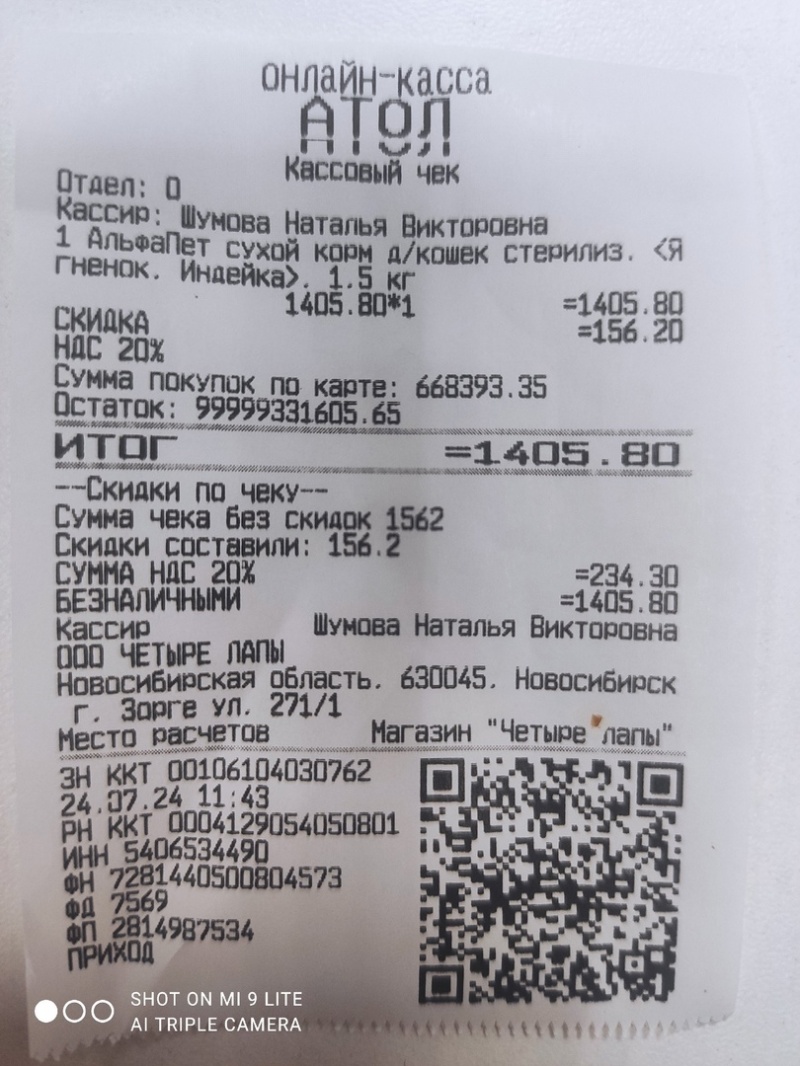 ОНЛАЙН-КАССА
АТОЛ
Кассовый чек
Отдел: 0
Кассир: Шумова Наталья Викторовна
1 АльфаПет сухой корм д/кошек стерилиз. <Я
гненок. Индейка>. 1.5 кг
1405.80*1 =1405.80
СКИДКА =156.20
НДС 20%
Сумма покупок по карте: 668393.35
Остаток: 99999331605.65
ИТОГ =1405.80
--Скидки по чеку--
Сумма чека без скидок 1562
Скидки составили: 156.2
СУММА НДС 20% =234.30
БЕЗНАЛИЧНЫМИ =1405.80
Кассир Шумова Наталья Викторовна
ООО ЧЕТЫРЕ ЛАПЫ
Новосибирская область. 630045. Новосибирск
г. Зорге ул. 271/1
Место расчетов Магазин "Четыре лапы"
ЗН ККТ 00106104030762
24.07.24 11:43
РН ККТ 0004129054050801
ИНН 5406534490
ФН 7281440500804573
ФД 7569
ФП 2814987534
ПРИХОД
SHOT ON MI 9 LITE
AI TRIPLE CAMERA